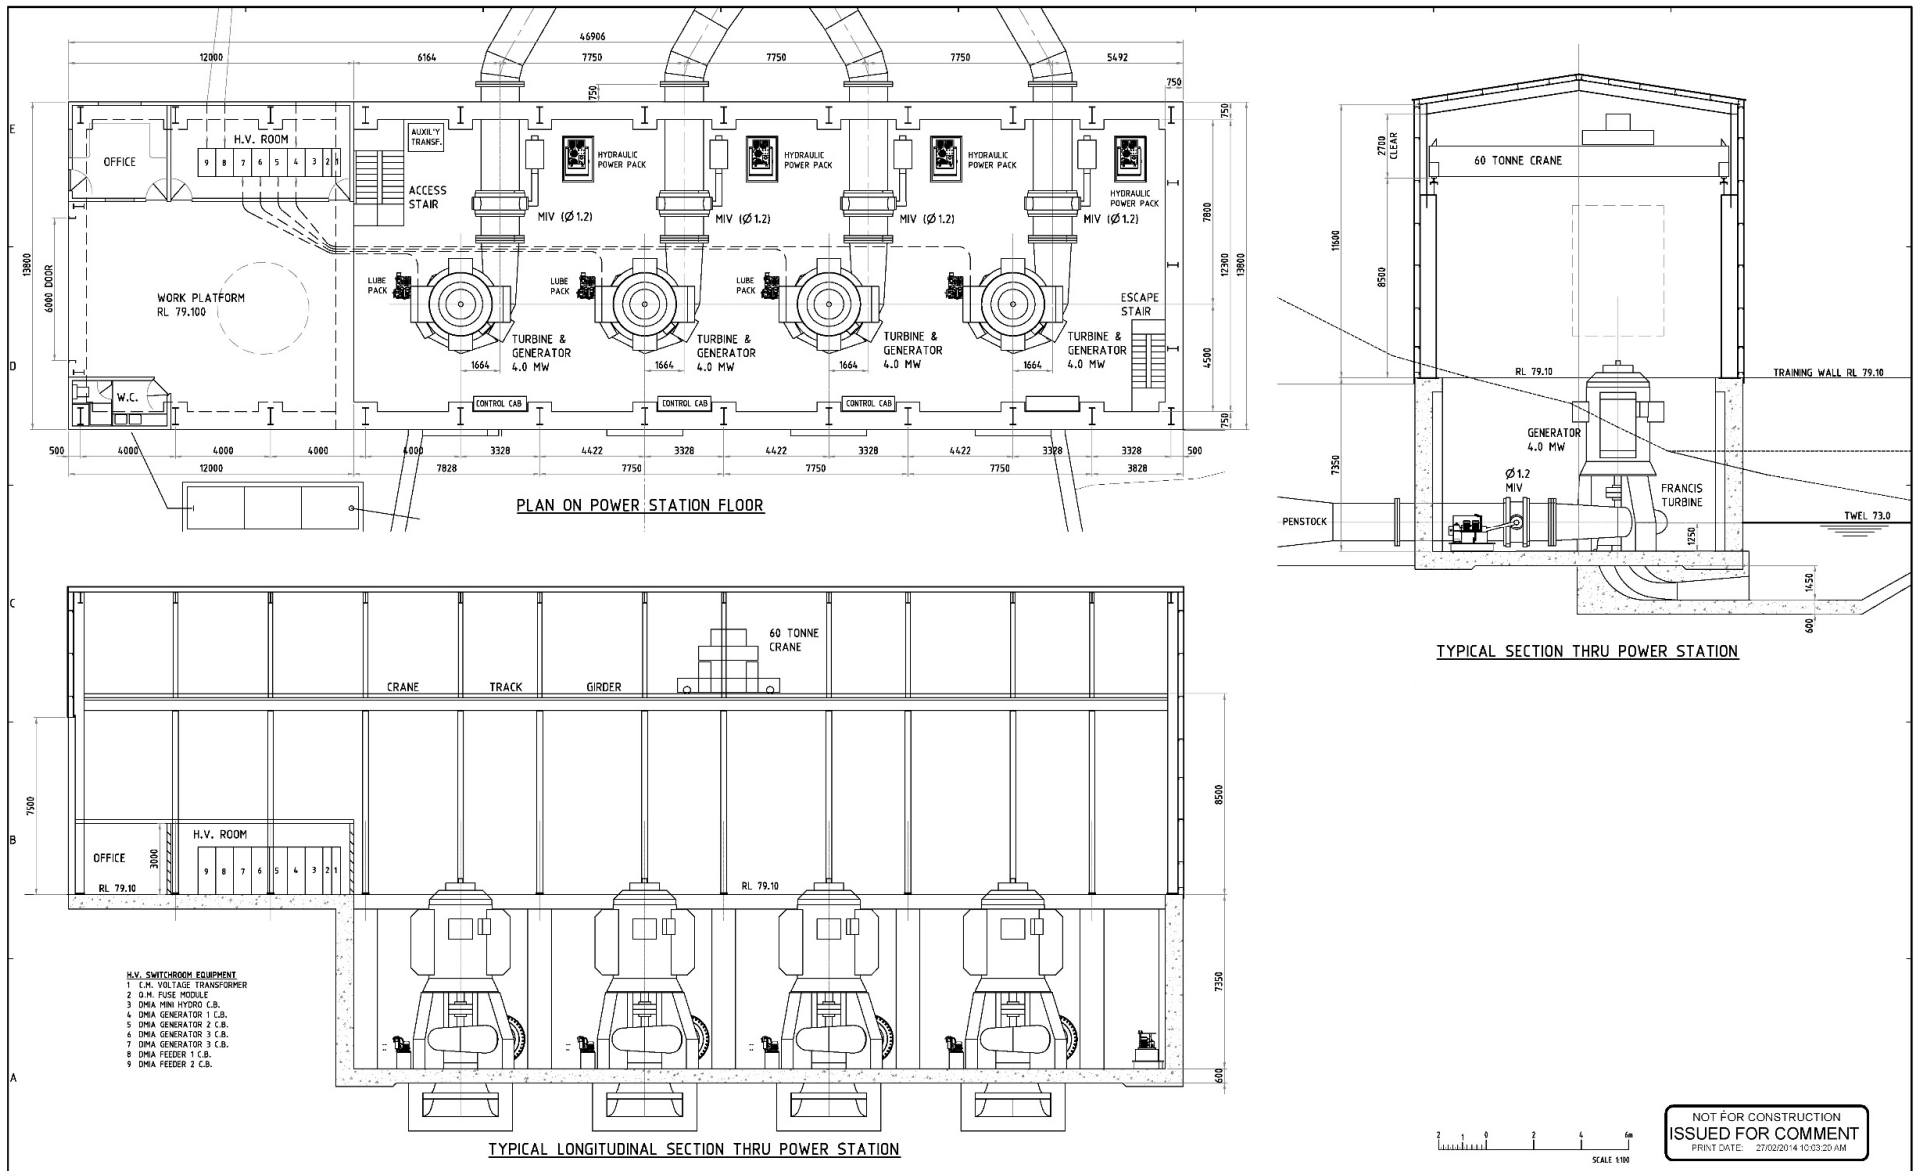 46906
12000
6164
7750
7750
7750
5492
750
750
750
E
D
C
B
A
OFFICE
H.V. ROOM
9 8 7 6 5 4 3 2 1
AUXIL'Y
TRANSF.
ACCESS
STAIR
HYDRAULIC
POWER PACK
HYDRAULIC
POWER PACK
HYDRAULIC
POWER PACK
HYDRAULIC
POWER PACK
MIV (Ø1.2)
MIV (Ø1.2)
MIV (Ø1.2)
MIV (Ø1.2)
13800
6000 DOOR
WORK PLATFORM
RL 79.100
LUBE
PACK
LUBE
PACK
LUBE
PACK
TURBINE &
GENERATOR
4.0 MW
TURBINE &
GENERATOR
4.0 MW
TURBINE &
GENERATOR
4.0 MW
TURBINE &
GENERATOR
4.0 MW
ESCAPE
STAIR
1664
1664
1664
1664
7800
12300
13800
4500
750
W.C.
CONTROL CAB
CONTROL CAB
CONTROL CAB
500
4000
4000
4000
4000
3328
4422
3328
4422
3328
4422
3328
3328
500
12000
7828
7750
7750
7750
3828
PLAN ON POWER STATION FLOOR
2700
CLEAR
60 TONNE CRANE
11600
8500
RL 79.10
TRAINING WALL RL 79.10
GENERATOR
4.0 MW
7350
Ø1.2
MIV
FRANCIS
TURBINE
PENSTOCK
TWEL 73.0
1250
1450
600
TYPICAL SECTION THRU POWER STATION
60 TONNE
CRANE
CRANE TRACK GIRDER
7500
8500
H.V. ROOM
OFFICE
3000
9 8 7 6 5 4 3 2 1
RL 79.10
RL 79.10
7350
600
H.V. SWITCHROOM EQUIPMENT
1 C.M. VOLTAGE TRANSFORMER
2 Q.M. FUSE MODULE
3 DMIA MINI HYDRO C.B.
4 DMIA GENERATOR 1 C.B.
5 DMIA GENERATOR 2 C.B.
6 DMIA GENERATOR 3 C.B.
7 DIMA GENERATOR 3 C.B.
8 DMIA FEEDER 1 C.B.
9 DMIA FEEDER 2 C.B.
TYPICAL LONGITUDINAL SECTION THRU POWER STATION
2 1 0 2 4 6m
SCALE 1:100
NOT FOR CONSTRUCTION
ISSUED FOR COMMENT
PRINT DATE: 27/02/2014 10:03:20 AM